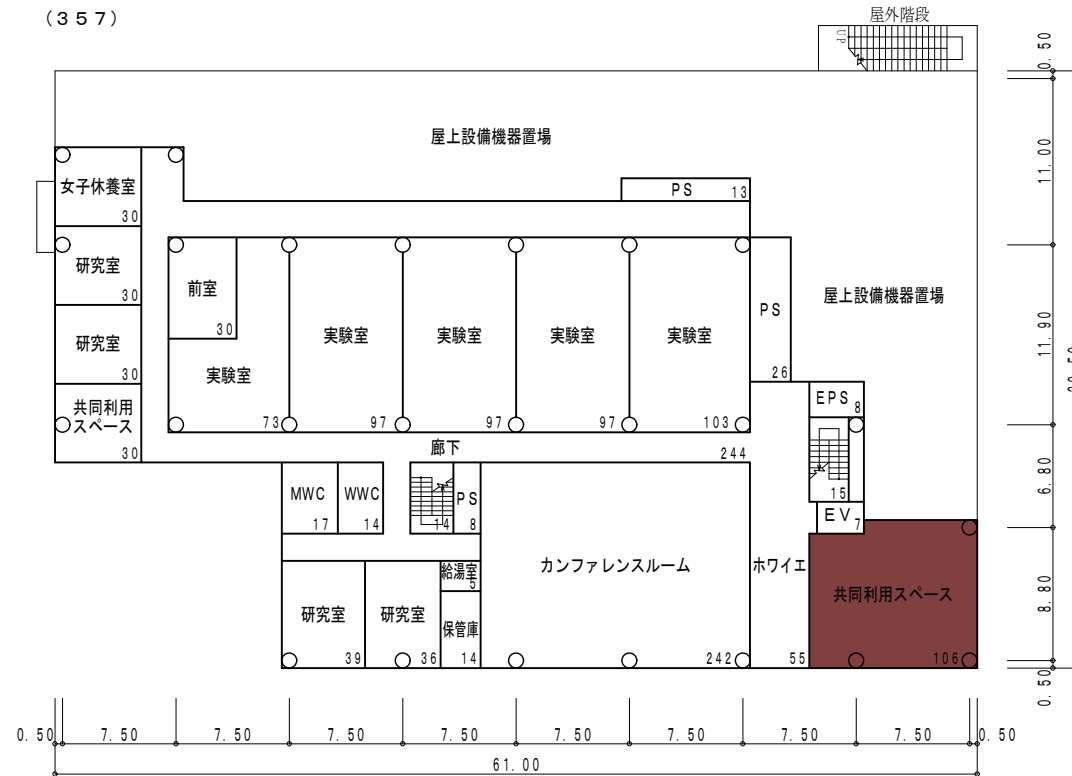 (357)
屋外階段
UP
0.50
屋上設備機器置場
11.00
女子休養室
30
PS
13
研究室
30
前室
30
実験室
実験室
実験室
実験室
PS
26
屋上設備機器置場
11.90
研究室
30
実験室
73
97
97
97
103
EPS
8
共同利用
スペース
30
廊下
244
6.80
MWC
17
WWC
14
14
PS
8
15
EV
7
カンファレンスルーム
242
ホワイエ
55
共同利用スペース
106
8.80
給湯室
5
研究室
39
研究室
36
保管庫
14
0.50
0.50
7.50
7.50
7.50
7.50
7.50
7.50
7.50
7.50
0.50
61.00